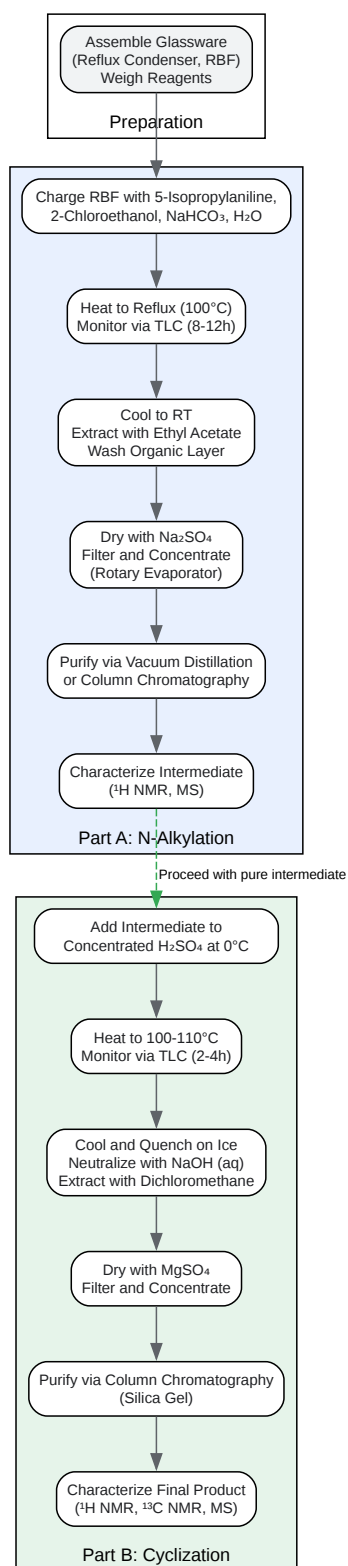 Assemble Glassware
(Reflux Condenser, RBF)
Weigh Reagents
Preparation
Charge RBF with 5-Isopropylaniline,
2-Chloroethanol, NaHCO₃, H₂O
Heat to Reflux (100°C)
Monitor via TLC (8-12h)
Cool to RT
Extract with Ethyl Acetate
Wash Organic Layer
Dry with Na₂SO₄
Filter and Concentrate
(Rotary Evaporator)
Purify via Vacuum Distillation
or Column Chromatography
Characterize Intermediate
(¹H NMR, MS)
Part A: N-Alkylation
Proceed with pure intermediate
Add Intermediate to
Concentrated H₂SO₄ at 0°C
Heat to 100-110°C
Monitor via TLC (2-4h)
Cool and Quench on Ice
Neutralize with NaOH (aq)
Extract with Dichloromethane
Dry with MgSO₄
Filter and Concentrate
Purify via Column Chromatography
(Silica Gel)
Characterize Final Product
(¹H NMR, ¹³C NMR, MS)
Part B: Cyclization